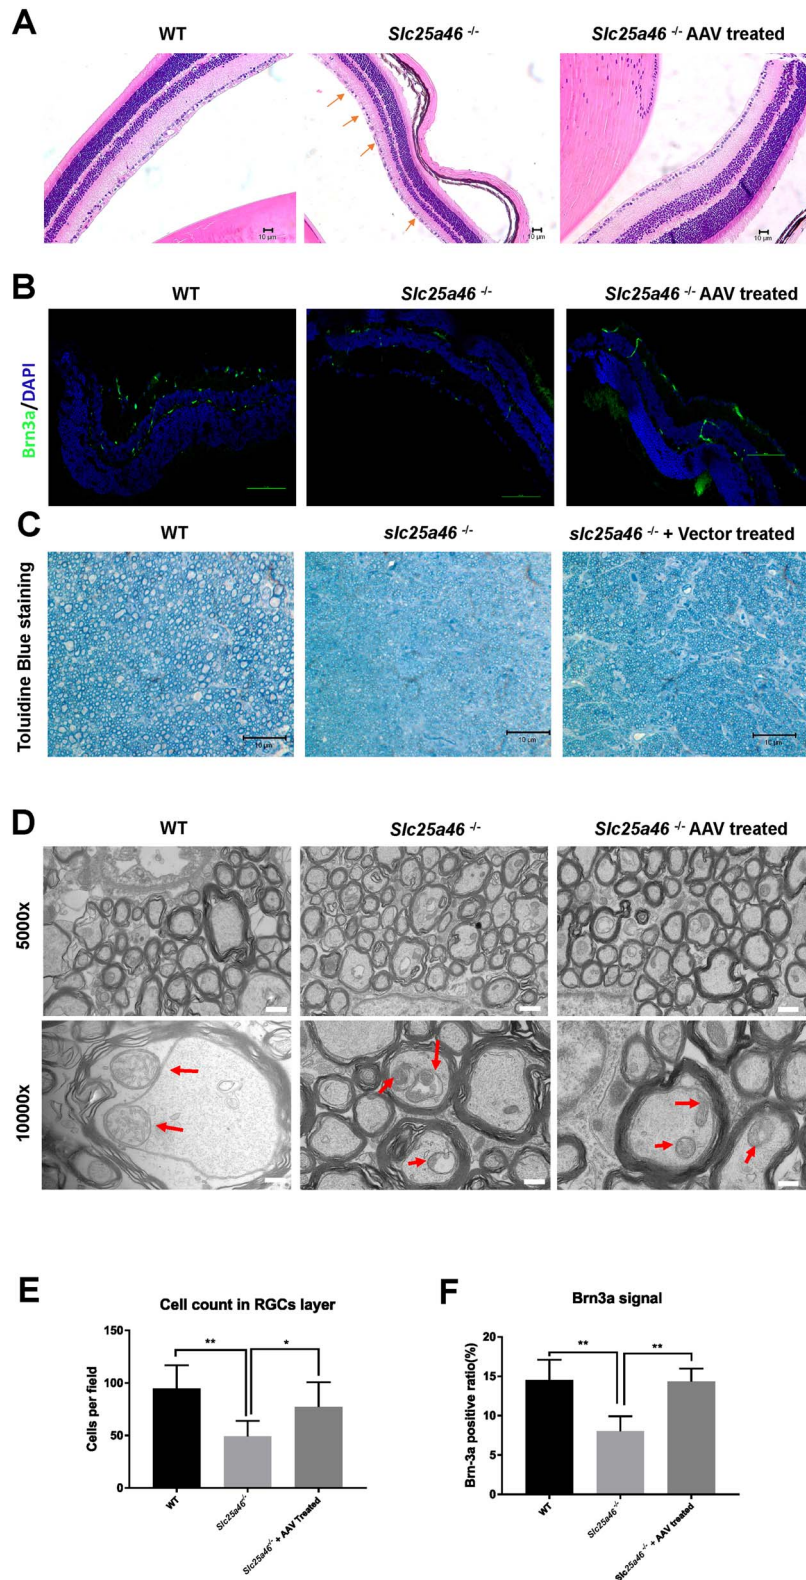 A
WT
Slc25a46 -/-
Slc25a46 -/- AAV treated
10 µm
10 µm
10 µm
B
WT
Slc25a46 -/-
Slc25a46 -/- AAV treated
Brn3a/DAPI
C
WT
slc25a46 -/-
slc25a46 -/- + Vector treated
Toluidine Blue staining
10 µm
10 µm
10 µm
D
WT
Slc25a46 -/-
Slc25a46 -/- AAV treated
5000x
10000x
E
Cell count in RGCs layer
Cells per field
150
100
50
0
**
*
WT
Slc25a46-/-
Slc25a46-/- + AAV Treated
F
Brn3a signal
Brn-3a positive ratio(%)
20
15
10
5
0
**
**
WT
Slc25a46-/-
Slc25a46-/- + AAV treated